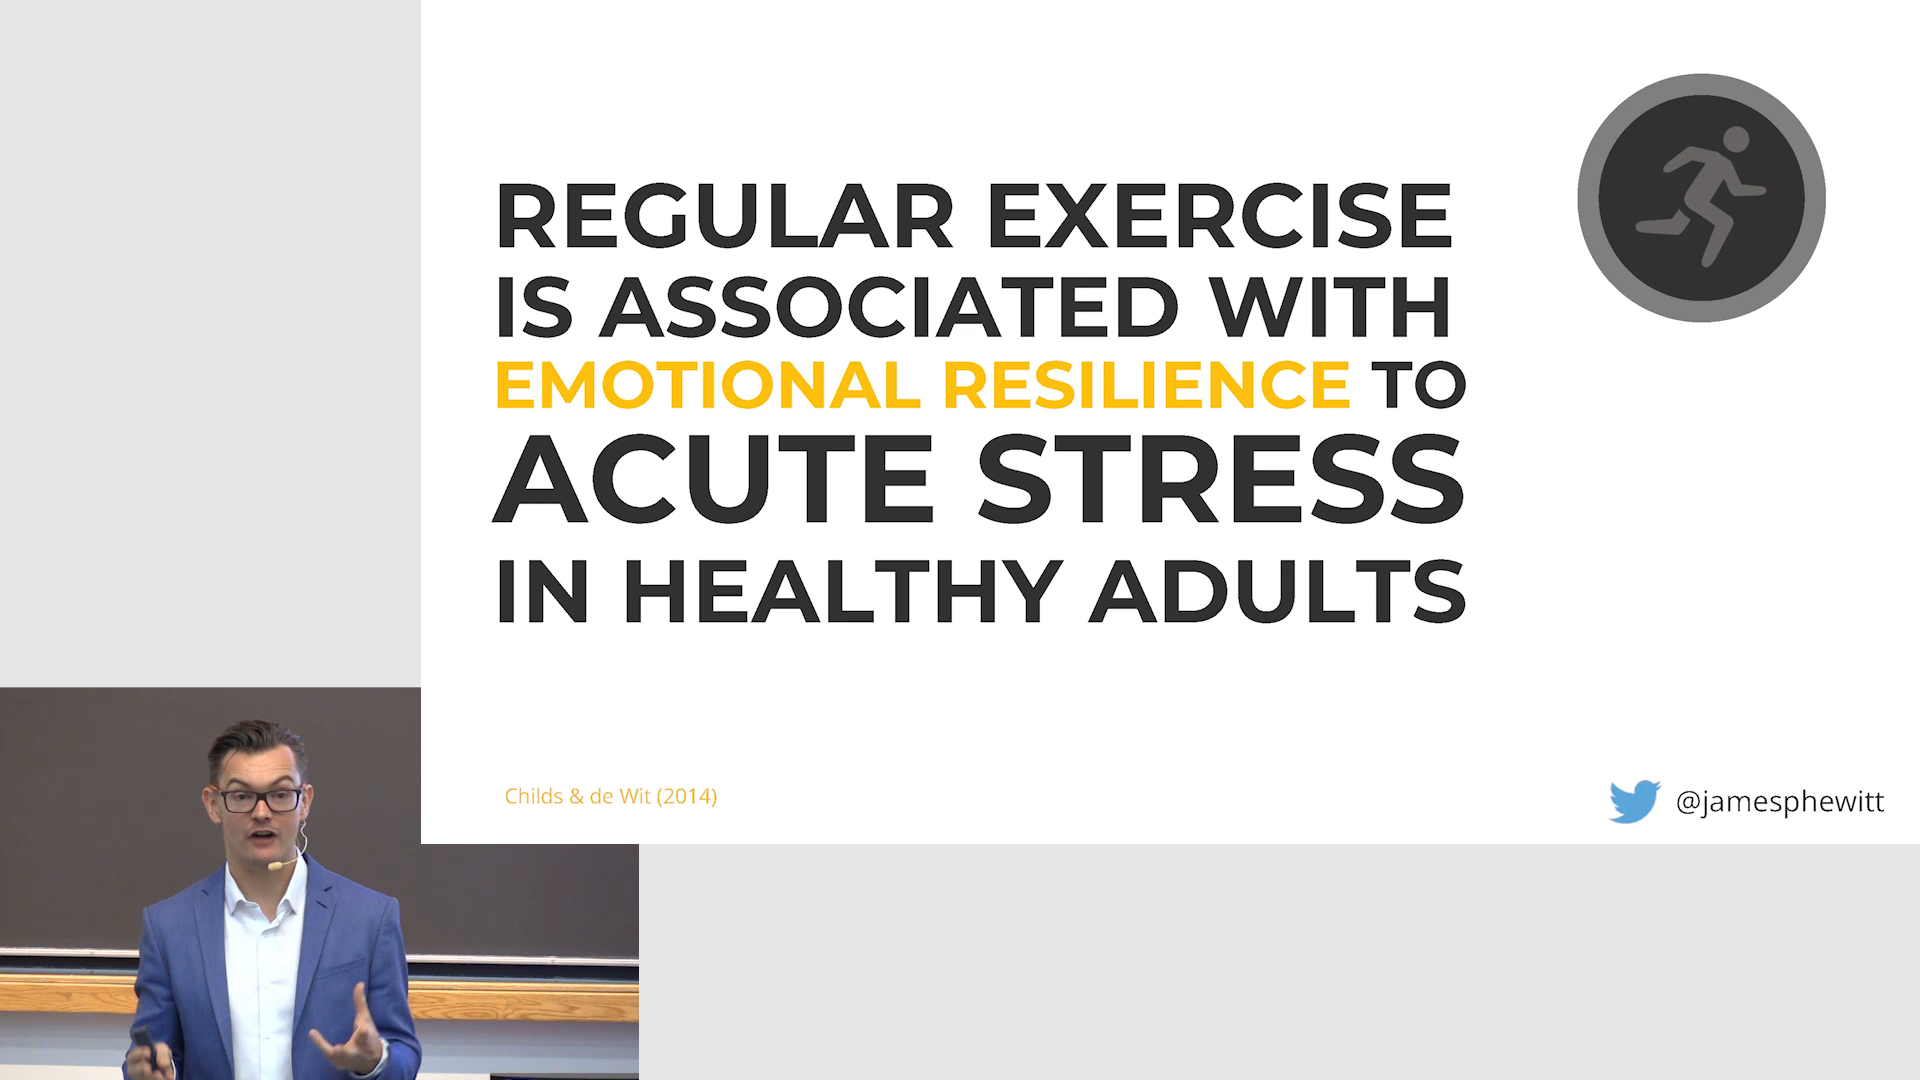 REGULAR EXERCISE
IS ASSOCIATED WITH
EMOTIONAL RESILIENCE TO
ACUTE STRESS
IN HEALTHY ADULTS
Childs & de Wit (2014)
@jamesphewitt